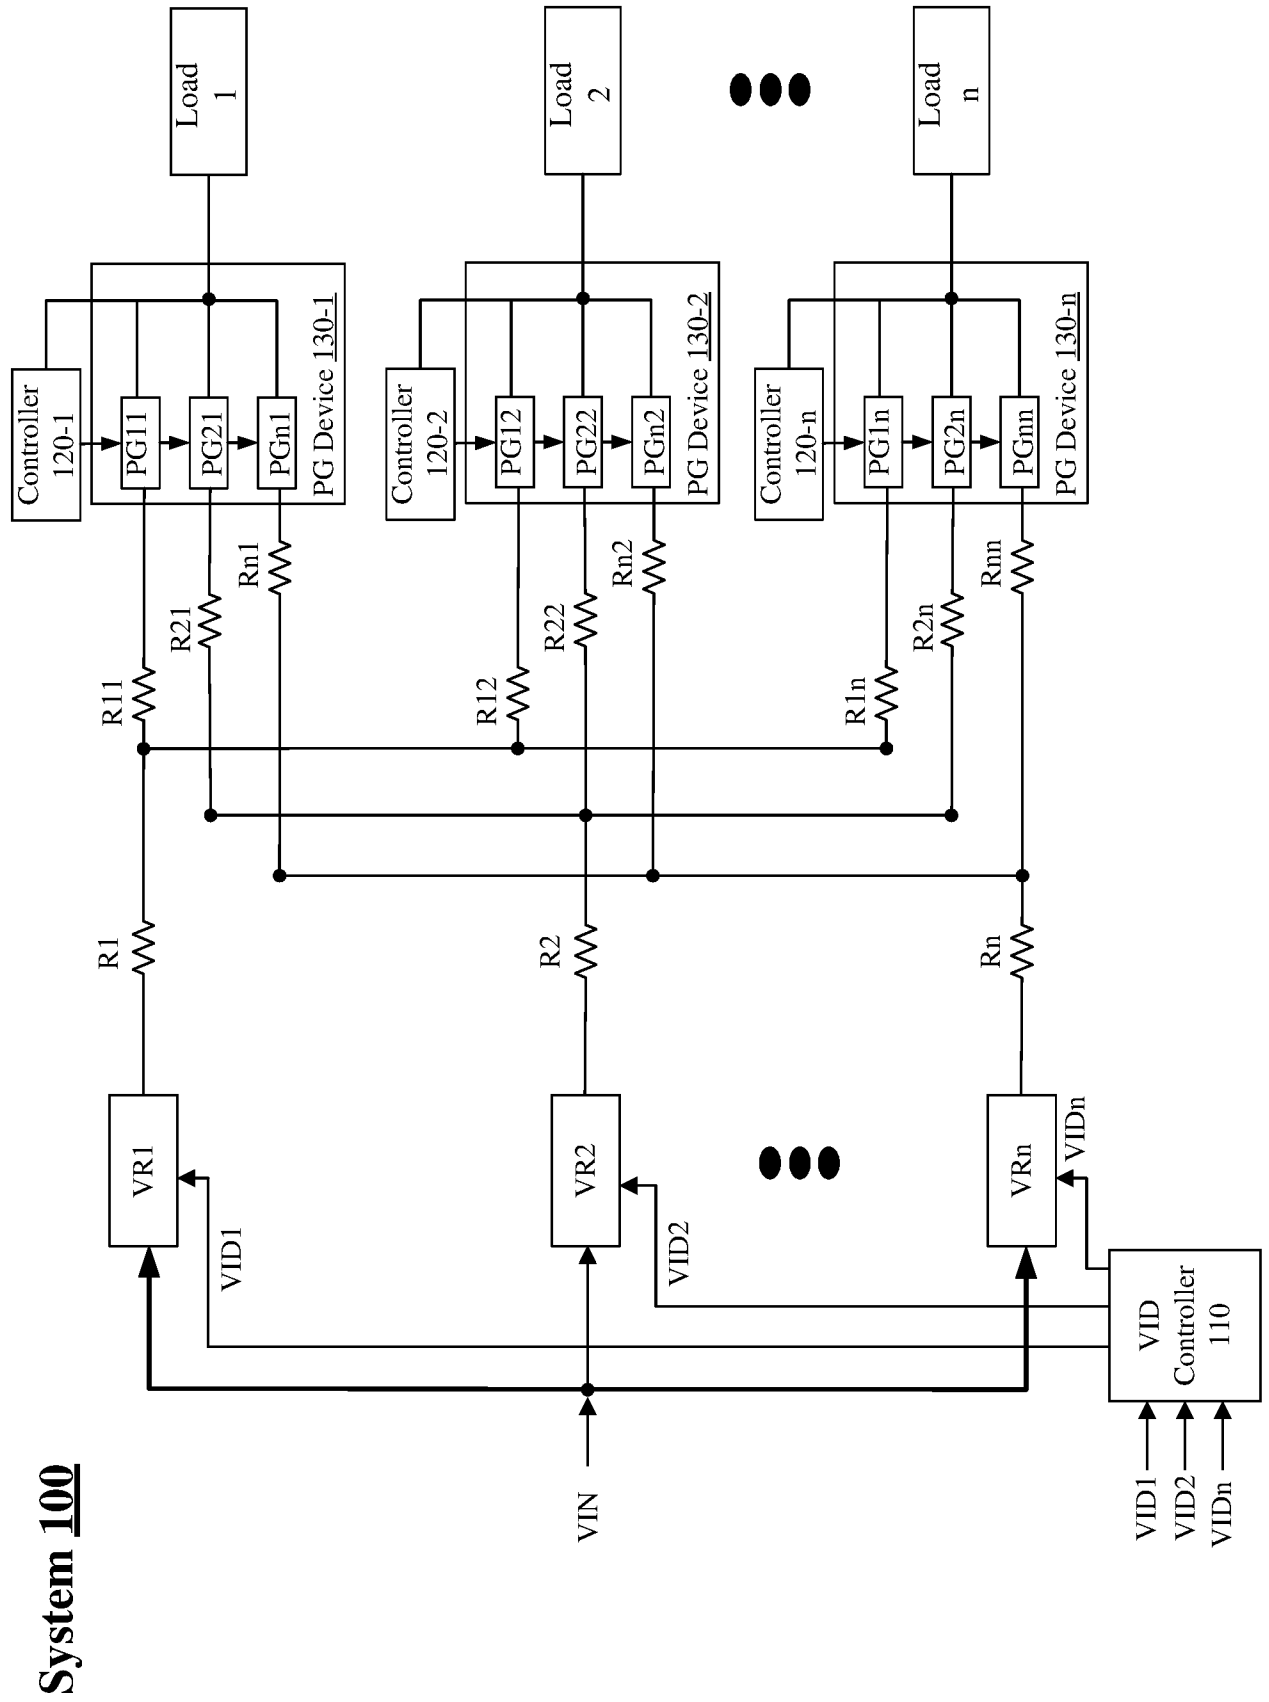 System 100
VIN
VID1
VID2
VIDn
VID
Controller
110
VID1
VID2
VIDn
VR1
VR2
VRn
R1
R2
Rn
R11
R21
Rn1
R12
R22
Rn2
R1n
R2n
Rnn
Controller
120-1
PG11
PG21
PGn1
PG Device 130-1
Controller
120-2
PG12
PG22
PGn2
PG Device 130-2
Controller
120-n
PG1n
PG2n
PGnn
PG Device 130-n
Load
1
Load
2
Load
n